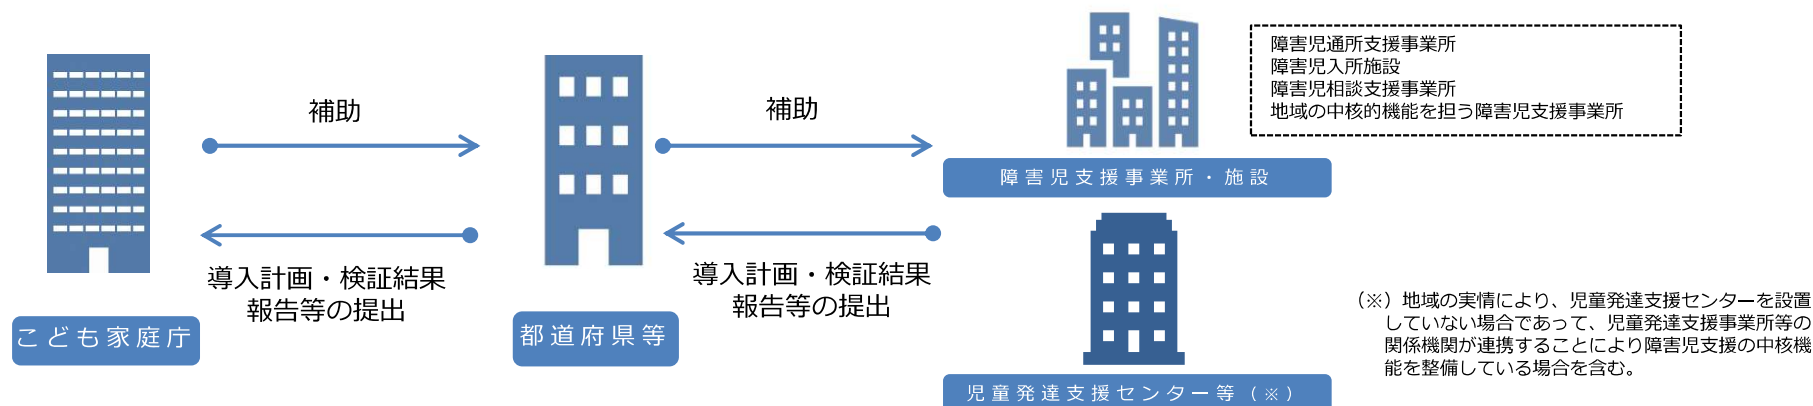 補助
導入計画・検証結果
報告等の提出
こども家庭庁
補助
導入計画・検証結果
報告等の提出
都道府県等
障害児通所支援事業所
障害児入所施設
障害児相談支援事業所
地域の中核的機能を担う障害児支援事業所
障害児支援事業所・施設
児童発達支援センター等（※）
（※）地域の実情により、児童発達支援センターを設置
していない場合であって、児童発達支援事業所等の
関係機関が連携することにより障害児支援の中核機
能を整備している場合を含む。